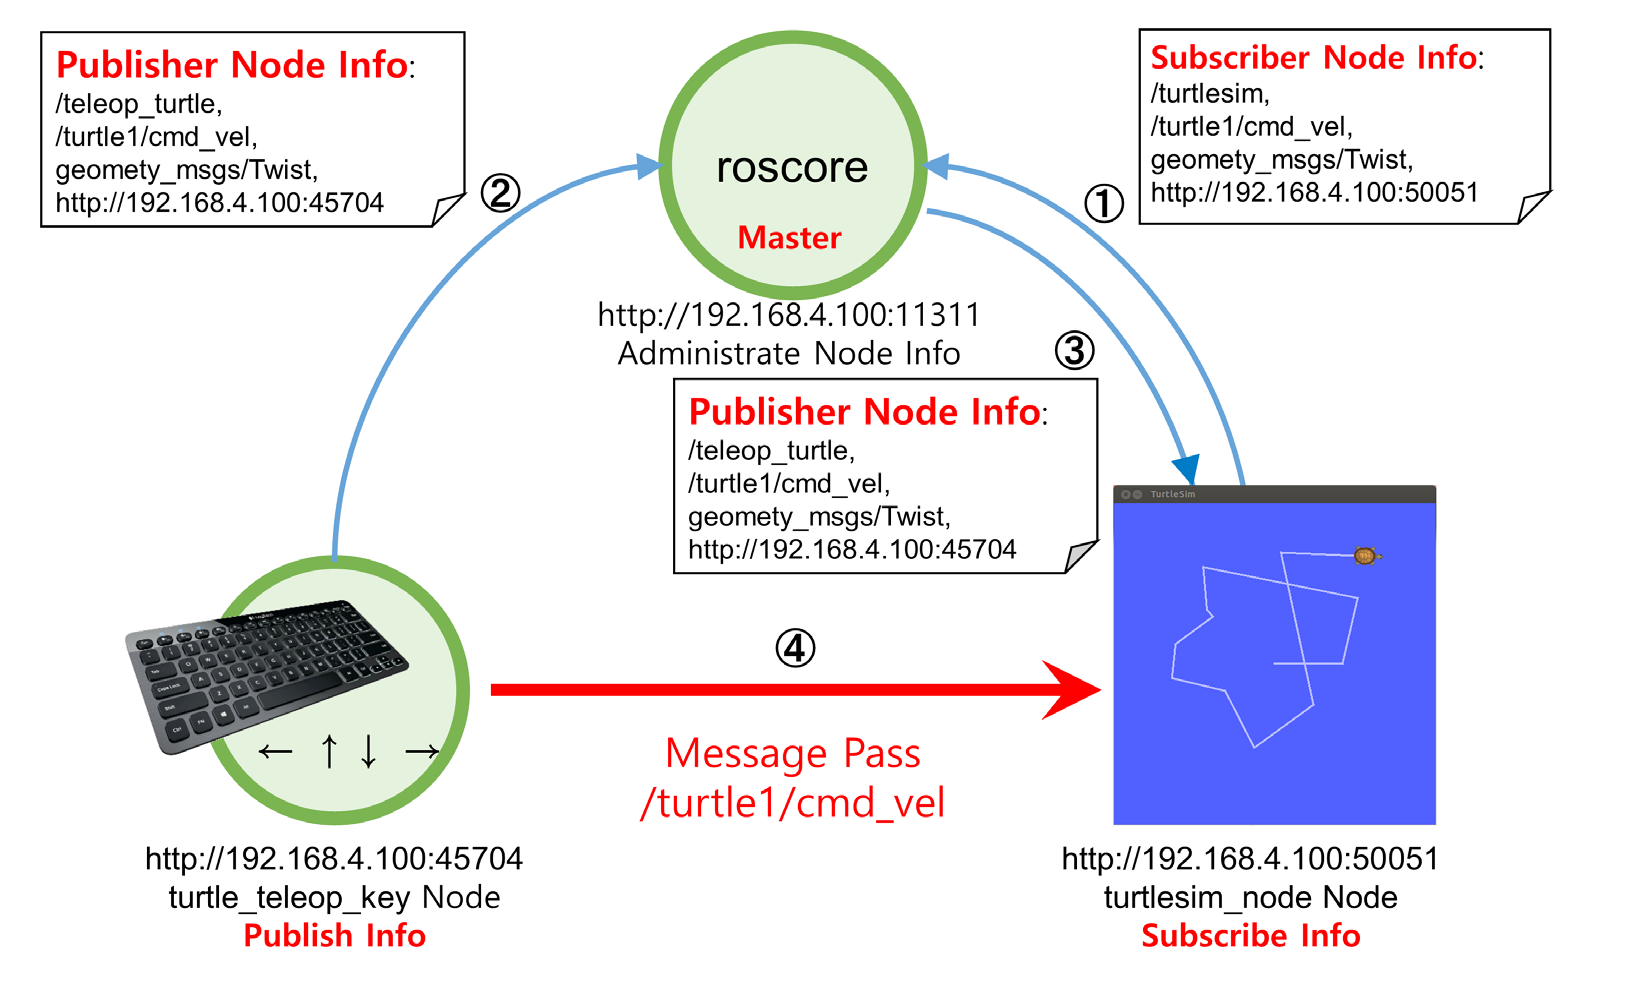 Publisher Node Info:
/teleop_turtle,
/turtle1/cmd_vel,
geomety_msgs/Twist,
http://192.168.4.100:45704
②
roscore
Master
http://192.168.4.100:11311
Administrate Node Info
Subscriber Node Info:
/turtlesim,
/turtle1/cmd_vel,
geomety_msgs/Twist,
http://192.168.4.100:50051
①
③
Publisher Node Info:
/teleop_turtle,
/turtle1/cmd_vel,
geomety_msgs/Twist,
http://192.168.4.100:45704
TurtleSim
④
Message Pass
/turtle1/cmd_vel
← ↑ ↓ →
http://192.168.4.100:45704
turtle_teleop_key Node
Publish Info
http://192.168.4.100:50051
turtlesim_node Node
Subscribe Info